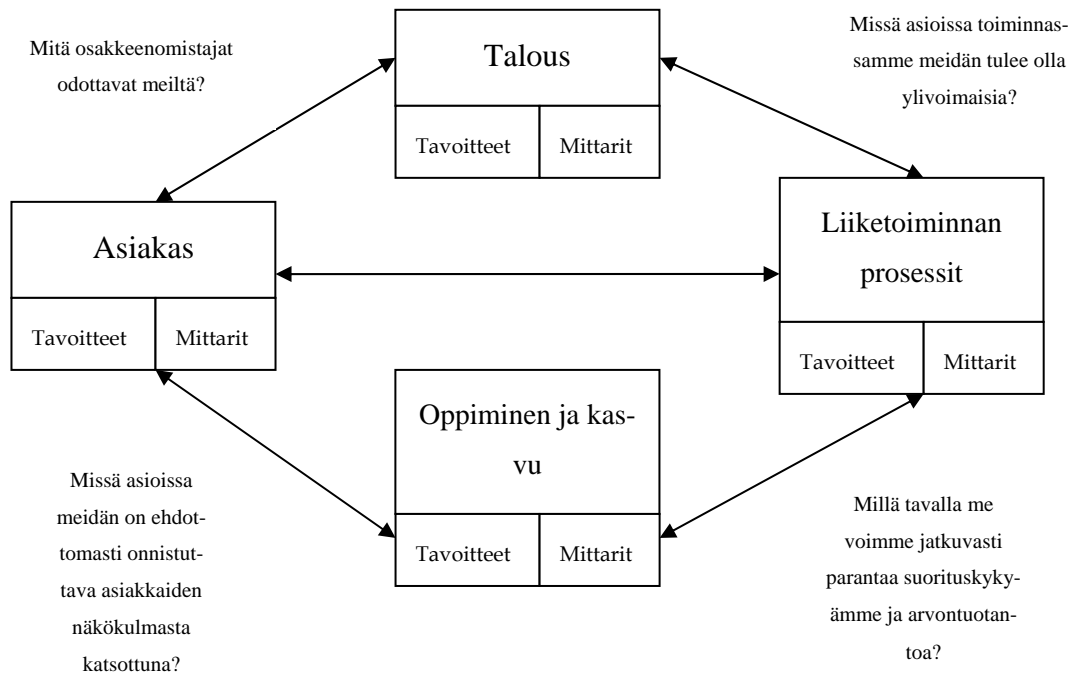 Mitä osakkeenomistajat
odottavat meiltä?
Talous
Tavoitteet
Mittarit
Missä asioissa toiminnas-
samme meidän tulee olla
ylivoimaisia?
Asiakas
Tavoitteet
Mittarit
Liiketoiminnan
prosessit
Tavoitteet
Mittarit
Oppiminen ja kas-
vu
Tavoitteet
Mittarit
Missä asioissa
meidän on ehdot-
tomasti onnistut-
tava asiakkaiden
näkökulmasta
katsottuna?
Millä tavalla me
voimme jatkuvasti
parantaa suorituskyky-
ämme ja arvontuotan-
toa?